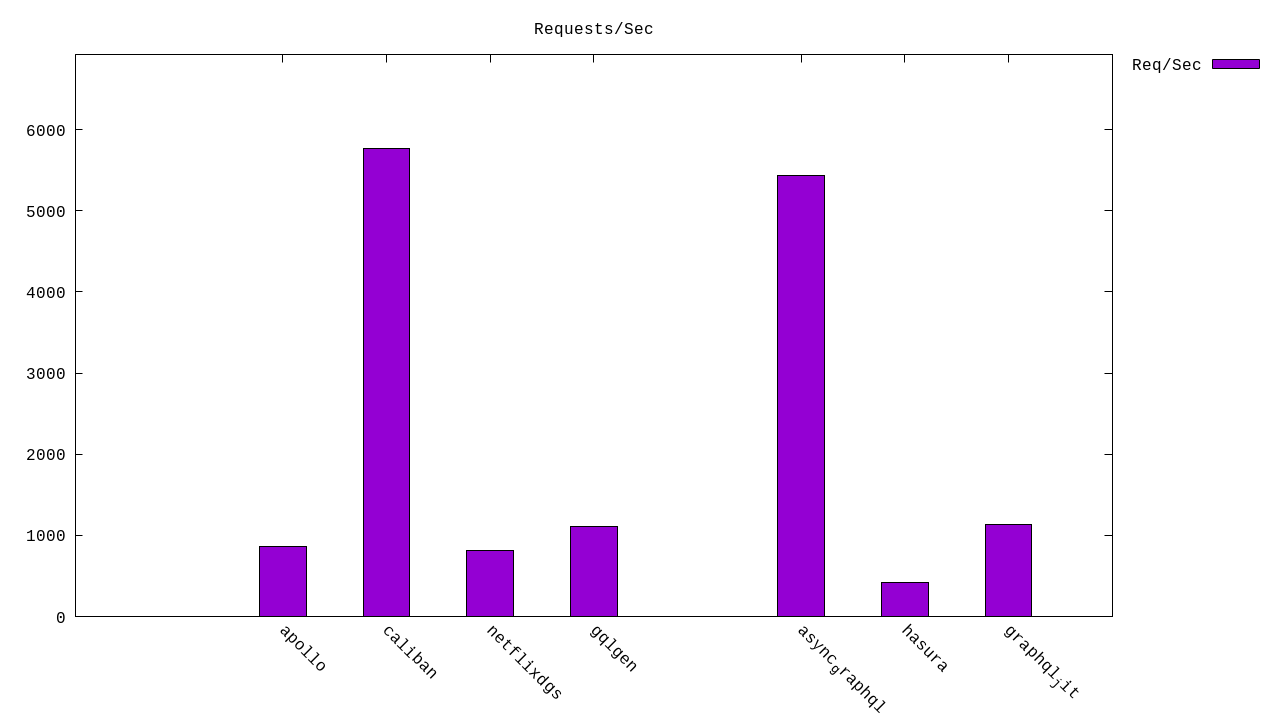 Requests/Sec
Req/Sec
6000
5000
4000
3000
2000
1000
0
apollo
caliban
netflixdgs
gqlgen
async_graphql
hasura
graphql_jit